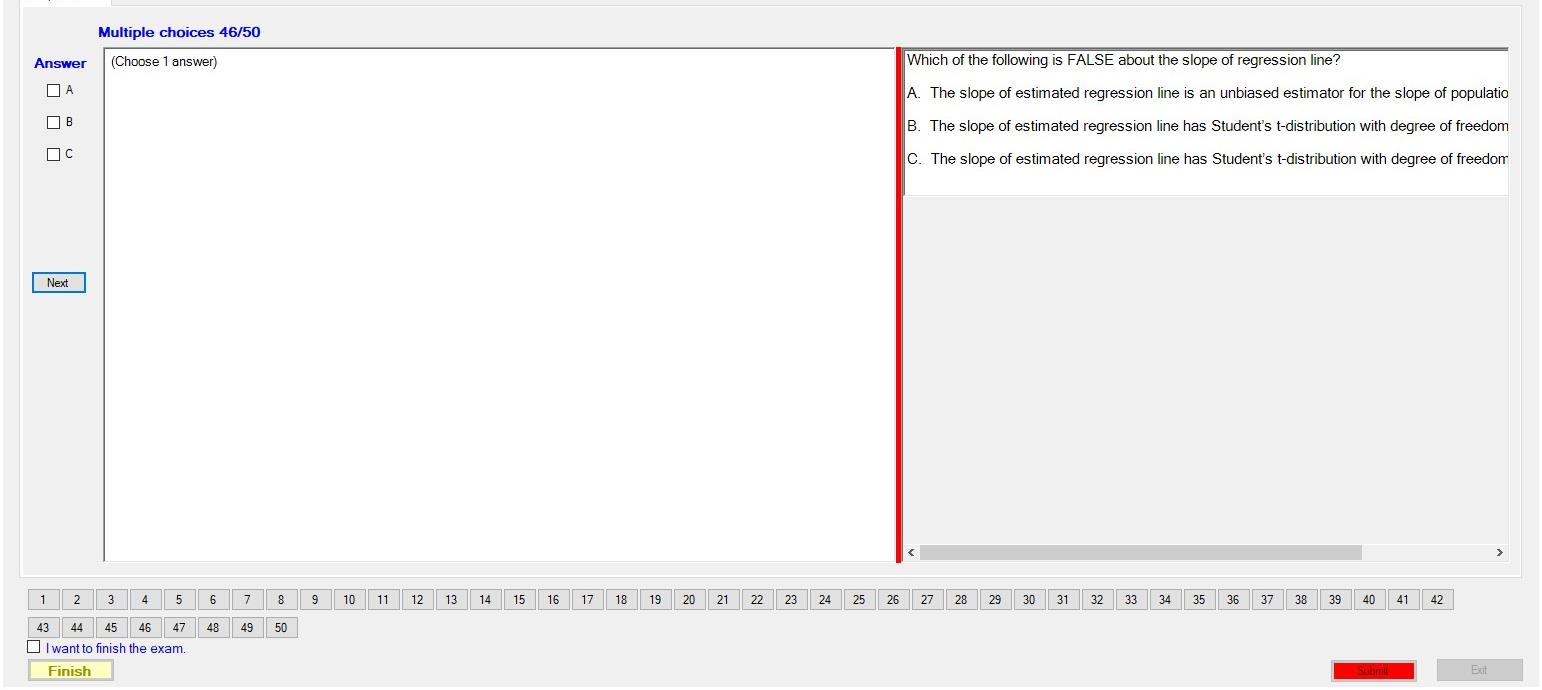 Multiple choices 46/50
Answer
(Choose 1 answer)
A
B
C
Next
Which of the following is FALSE about the slope of regression line?
A. The slope of estimated regression line is an unbiased estimator for the slope of populatio
B. The slope of estimated regression line has Student's t-distribution with degree of freedom
C. The slope of estimated regression line has Student's t-distribution with degree of freedom
1 2 3 4 5 6 7 8 9 10 11 12 13 14 15 16 17 18 19 20 21 22 23 24 25 26 27 28 29 30 31 32 33 34 35 36 37 38 39 40 41 42
43 44 45 46 47 48 49 50
I want to finish the exam.
Finish
Submit
Exit